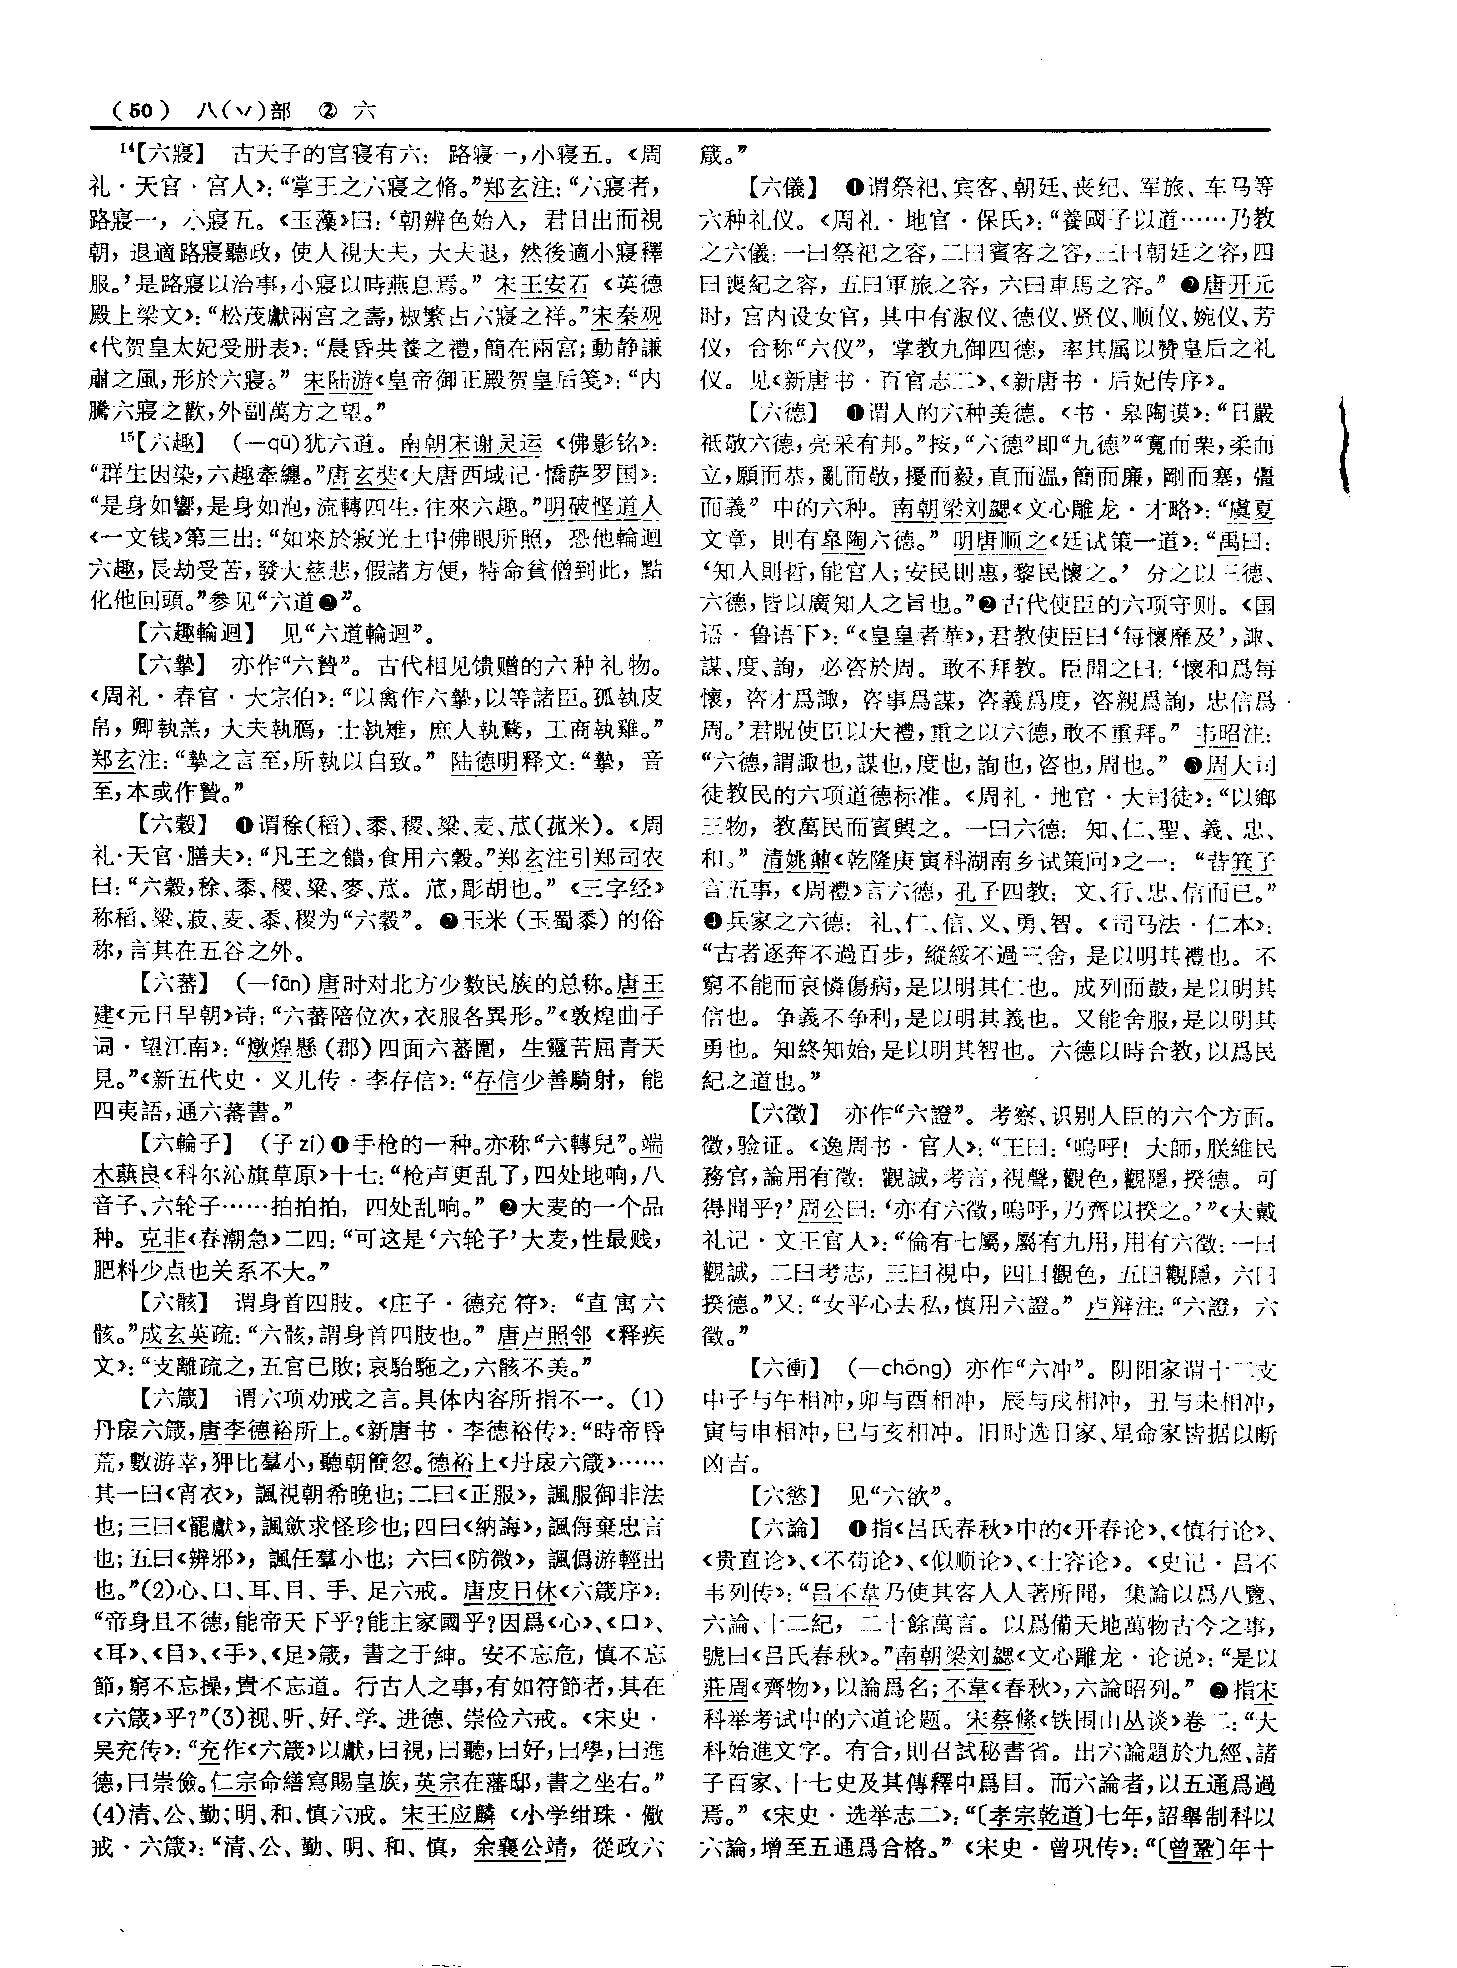 (50) 八(丷)部 ② 六
14【六寢】 古天子的宫寝有六：路寝一，小寝五。《周
礼·天官·宫人》：“掌王之六寢之脩。”郑玄注：“六寢者，
路寢一，小寢五。《玉藻》曰：‘朝辨色始入，君日出而視
朝，退適路寢聽政，使人視大夫，大夫退，然後適小寢釋
服。’是路寢以治事，小寢以時燕息焉。”宋王安石《英德
殿上梁文》：“松茂獻兩宫之壽，椒繁占六寢之祥。”宋秦观
《代贺皇太妃受册表》：“晨昏共養之禮，簡在兩宫；動静謙
肅之風，形於六寢。”宋陆游《皇帝御正殿贺皇后笺》：“内
騰六寢之歡，外副萬方之望。”
15【六趣】 (一qū)犹六道。南朝宋谢灵运《佛影铭》：
“群生因染，六趣牽纏。”唐玄奘《大唐西域记·憍萨罗国》：
“是身如響，是身如泡，流轉四生，往來六趣。”明破悭道人
《一文钱》第三出：“如來於寂光土中佛眼所照，恐他輪迴
六趣，長劫受苦，發大慈悲，假諸方便，特命貧僧到此，點
化他回頭。”参见“六道❷”。
【六趣輪迴】 见“六道輪迴”。
【六摯】 亦作“六贄”。古代相见馈赠的六种礼物。
《周礼·春官·大宗伯》：“以禽作六摯，以等諸臣。孤執皮
帛，卿執羔，大夫執鴈，士執雉，庶人執鶩，工商執雞。”
郑玄注：“摯之言至，所執以自致。”陆德明释文：“摯，音
至，本或作贄。”
【六穀】 ❶谓稌(稻)、黍、稷、粱、麦、苽(菰米)。《周
礼·天官·膳夫》：“凡王之饋，食用六穀。”郑玄注引郑司农
曰：“六穀，稌、黍、稷、粱、麥、苽。苽，彫胡也。”《三字经》
称稻、粱、菽、麦、黍、稷为“六穀”。❷玉米(玉蜀黍)的俗
称，言其在五谷之外。
【六蕃】 (一fān)唐时对北方少数民族的总称。唐王
建《元日早朝》诗：“六蕃陪位次，衣服各異形。”《敦煌曲子
词·望江南》：“燉煌懸(郡)四面六蕃圍，生靈苦屈青天
見。”《新五代史·义儿传·李存信》：“存信少善騎射，能
四夷語，通六蕃書。”
【六輪子】 (子 zi)❶手枪的一种。亦称“六轉兒”。端
木蕻良《科尔沁旗草原》十七：“枪声更乱了，四处地响，八
音子、六轮子……拍拍拍，四处乱响。”❷大麦的一个品
种。克非《春潮急》二四：“可这是‘六轮子’大麦，性最贱，
肥料少点也关系不大。”
【六骸】 谓身首四肢。《庄子·德充符》：“直寓六
骸。”成玄英疏：“六骸，謂身首四肢也。”唐卢照邻《释疾
文》：“支離疏之，五官已敗；哀駘馳之，六骸不美。”
【六箴】 谓六项劝戒之言。具体内容所指不一。(1)
丹扆六箴，唐李德裕所上。《新唐书·李德裕传》：“時帝昏
荒，數游幸，狎比羣小，聽朝簡忽。德裕上《丹扆六箴》……
其一曰《宵衣》，諷視朝希晚也；二曰《正服》，諷服御非法
也；三曰《罷獻》，諷斂求怪珍也；四曰《納誨》，諷侮棄忠言
也；五曰《辨邪》，諷任羣小也；六曰《防微》，諷僞游輕出
也。”(2)心、口、耳、目、手、足六戒。唐皮日休《六箴序》：
“帝身且不德，能帝天下乎？能主家國乎？因爲《心》、《口》、
《耳》、《目》、《手》、《足》箴，書之于紳。安不忘危，慎不忘
節，窮不忘操，貴不忘道。行古人之事，有如符節者，其在
《六箴》乎？”(3)视、听、好、学、进德、崇俭六戒。《宋史·
吴充传》：“充作《六箴》以獻，曰視，曰聽，曰好，曰學，曰進
德，曰崇儉。仁宗命繕寫賜皇族，英宗在藩邸，書之坐右。”
(4)清、公、勤；明、和、慎六戒。宋王应麟《小学绀珠·儆
戒·六箴》：“清、公、勤、明、和、慎，余襄公靖，從政六
箴。”
【六儀】 ❶谓祭祀、宾客、朝廷、丧纪、军旅、车马等
六种礼仪。《周礼·地官·保氏》：“養國子以道……乃教
之六儀：一曰祭祀之容，二曰賓客之容，三曰朝廷之容，四
曰喪紀之容，五曰軍旅之容，六曰車馬之容。”❷唐开元
时，宫内设女官，其中有淑仪、德仪、贤仪、顺仪、婉仪、芳
仪，合称“六仪”，掌教九御四德，率其属以赞皇后之礼
仪。见《新唐书·百官志二》、《新唐书·后妃传序》。
【六德】 ❶谓人的六种美德。《书·皋陶谟》：“日嚴
祗敬六德，亮采有邦。”按，“六德”即“九德”“寬而栗，柔而
立，願而恭，亂而敬，擾而毅，直而温，簡而廉，剛而塞，彊
而義”中的六种。南朝梁刘勰《文心雕龙·才略》：“虞夏
文章，則有皋陶六德。”明唐顺之《廷试策一道》：“禹曰：
‘知人則哲，能官人；安民則惠，黎民懷之。’分之以三德、
六德，皆以廣知人之旨也。”❷古代使臣的六项守则。《国
语·鲁语下》：“《皇皇者華》，君教使臣曰‘每懷靡及’，諏、
謀、度、詢，必咨於周。敢不拜教。臣聞之曰：‘懷和爲每
懷，咨才爲諏，咨事爲謀，咨義爲度，咨親爲詢，忠信爲
周。’君貺使臣以大禮，重之以六德，敢不重拜。”韦昭注：
“六德，謂諏也，謀也，度也，詢也，咨也，周也。”❸周大司
徒教民的六项道德标准。《周礼·地官·大司徒》：“以鄉
三物，教萬民而賓興之。一曰六德：知、仁、聖、義、忠、
和。”清姚鼐《乾隆庚寅科湖南乡试策问》之一：“昔箕子
言五事，《周禮》言六德，孔子四教：文、行、忠、信而已。”
❹兵家之六德：礼、仁、信、义、勇、智。《司马法·仁本》：
“古者逐奔不過百步，縱綏不過三舍，是以明其禮也。不
窮不能而哀憐傷病，是以明其仁也。成列而鼓，是以明其
信也。争義不争利，是以明其義也。又能舍服，是以明其
勇也。知終知始，是以明其智也。六德以時合教，以爲民
紀之道也。”
【六徵】 亦作“六證”。考察、识别人臣的六个方面。
徵，验证。《逸周书·官人》：“王曰：‘嗚呼！大師，朕維民
務官，論用有徵：觀誠，考言，視聲，觀色，觀隱，揆德。可
得聞乎？’周公曰：‘亦有六徵，嗚呼，乃齊以揆之。’”《大戴
礼记·文王官人》：“倫有七屬，屬有九用，用有六徵：一曰
觀誠，二曰考志，三曰視中，四曰觀色，五曰觀隱，六曰
揆德。”又：“女平心去私，慎用六證。”卢辩注：“六證，六
徵。”
【六衝】 (一chōng) 亦作“六冲”。阴阳家谓十二支
中子与午相冲，卯与酉相冲，辰与戌相冲，丑与未相冲，
寅与申相冲，巳与亥相冲。旧时选日家、星命家皆据以断
凶吉。
【六慾】 见“六欲”。
【六論】 ❶指《吕氏春秋》中的《开春论》、《慎行论》、
《贵直论》、《不苟论》、《似顺论》、《士容论》。《史记·吕不
韦列传》：“吕不韋乃使其客人人著所聞，集論以爲八覽、
六論、十二紀，二十餘萬言。以爲備天地萬物古今之事，
號曰《吕氏春秋》。”南朝梁刘勰《文心雕龙·论说》：“是以
莊周《齊物》，以論爲名；不韋《春秋》，六論昭列。”❷指宋
科举考试中的六道论题。宋蔡絛《铁围山丛谈》卷二：“大
科始進文字。有合，則召試秘書省。出六論題於九經、諸
子百家、十七史及其傳釋中爲目。而六論者，以五通爲過
焉。”《宋史·选举志二》：“〔孝宗乾道〕七年，詔舉制科以
六論，增至五通爲合格。”《宋史·曾巩传》：“〔曾鞏〕年十